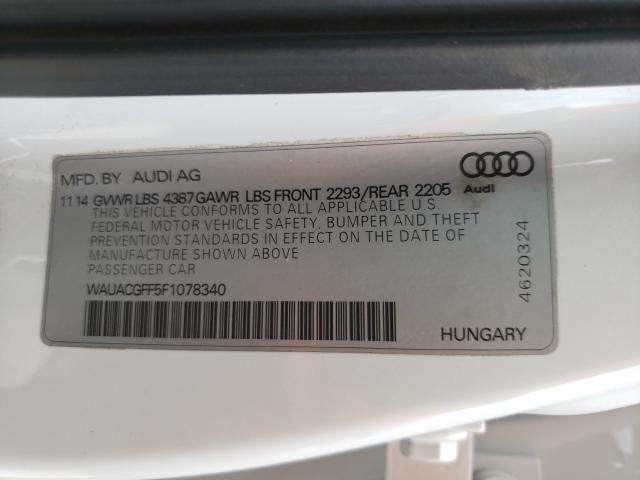 MFD. BY AUDI AG
11 14 GVWR LBS 4387 GAWR LBS FRONT 2293/REAR 2205
THIS VEHICLE CONFORMS TO ALL APPLICABLE U.S.
FEDERAL MOTOR VEHICLE SAFETY, BUMPER AND THEFT
PREVENTION STANDARDS IN EFFECT ON THE DATE OF
MANUFACTURE SHOWN ABOVE
PASSENGER CAR
WAUACGFF5F1078340
HUNGARY
Audi
4620324